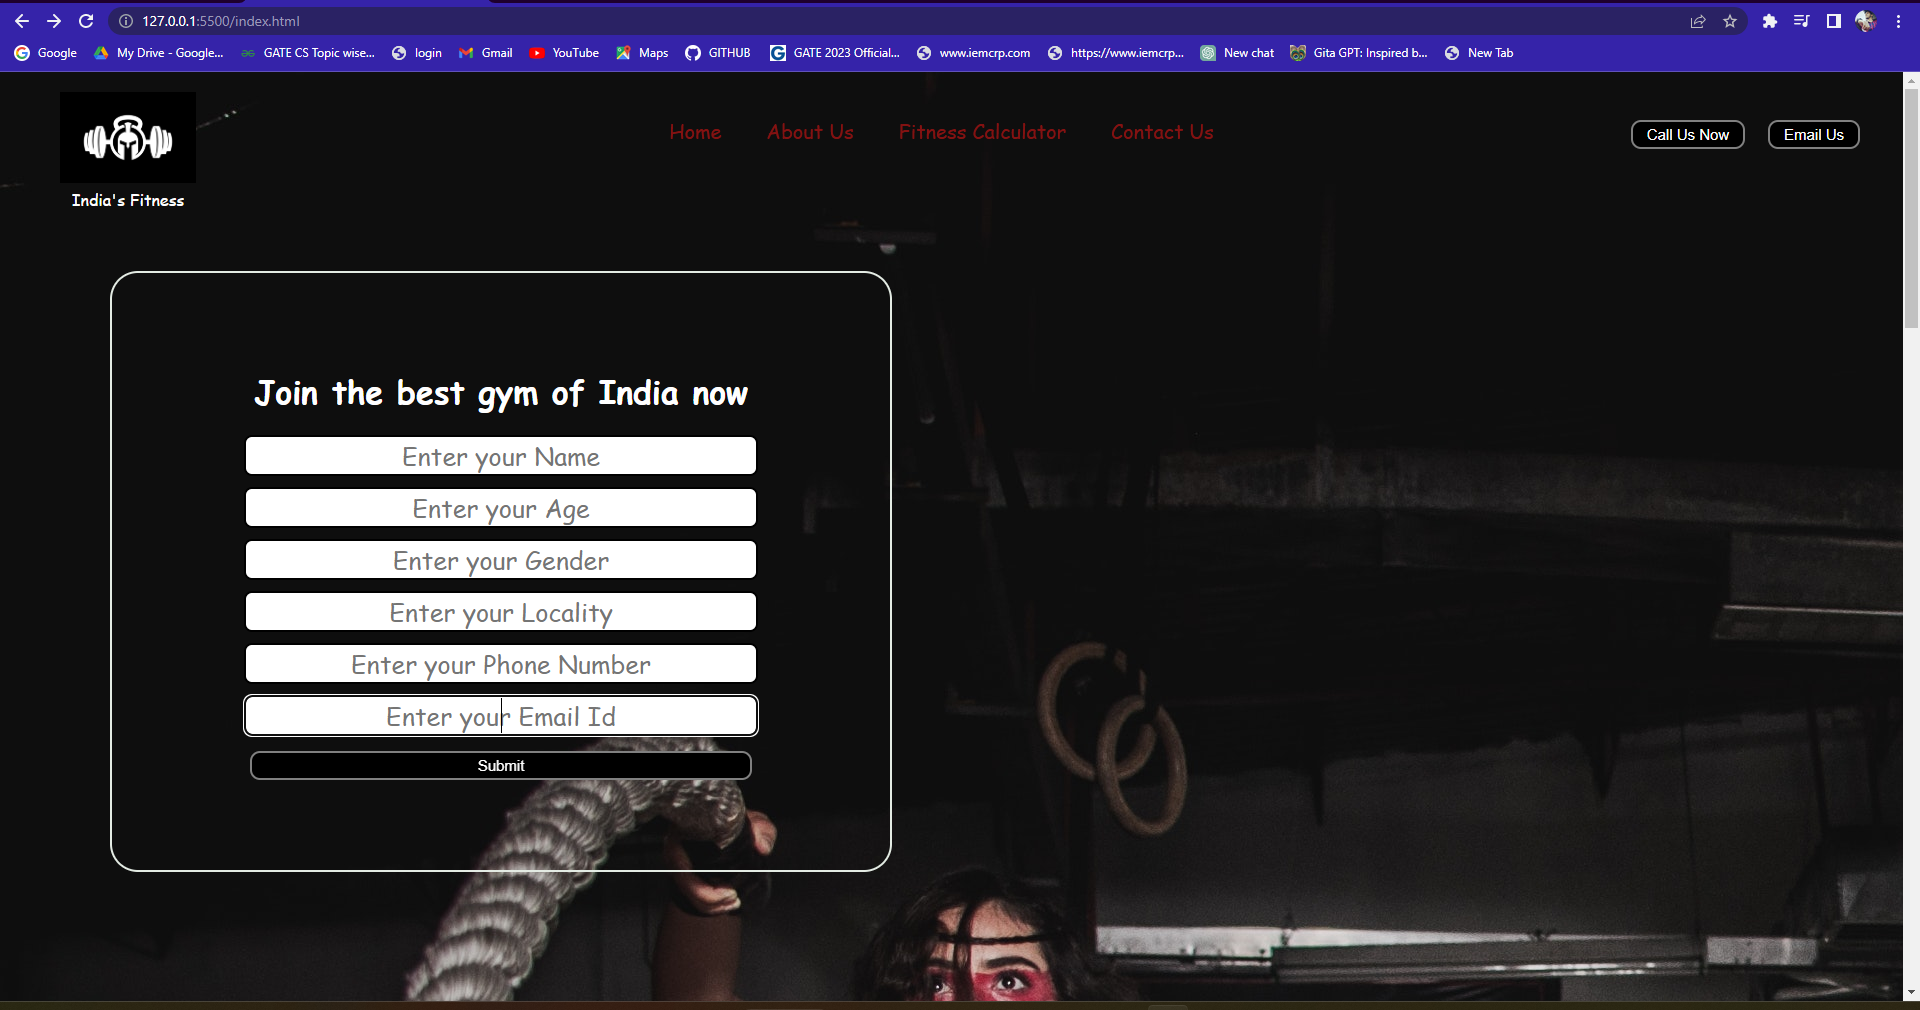 127.0.0.1:5500/index.html
Google My Drive - Google... GATE CS Topic wise... login Gmail YouTube Maps GITHUB GATE 2023 Official... www.iemcrp.com https://www.iemcrp... New chat Gita GPT: Inspired b... New Tab
Home About Us Fitness Calculator Contact Us Call Us Now Email Us
India's Fitness
Join the best gym of India now
Enter your Name
Enter your Age
Enter your Gender
Enter your Locality
Enter your Phone Number
Enter your Email Id
Submit